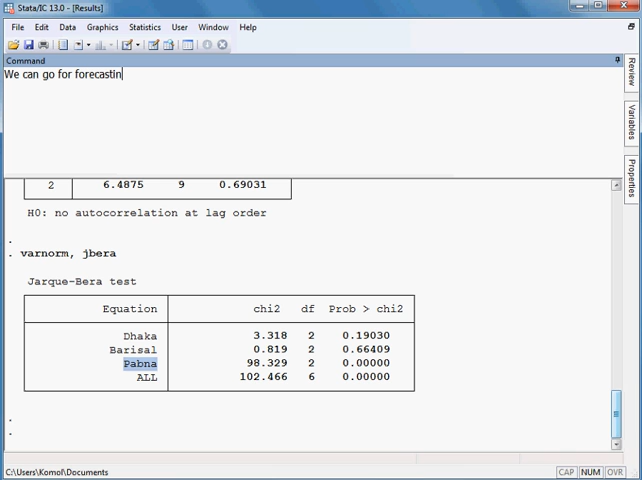 Stata/IC 13.0 - [Results]
File Edit Data Graphics Statistics User Window Help
Command
We can go for forecastin
Review
Variables
Properties
2 6.4875 9 0.69031
H0: no autocorrelation at lag order
.
. varnorm, jbera
Jarque-Bera test
Equation chi2 df Prob > chi2
Dhaka 3.318 2 0.19030
Barisal 0.819 2 0.66409
Pabna 98.329 2 0.00000
ALL 102.466 6 0.00000
.
.
C:\Users\Komol\Documents CAP NUM OVR